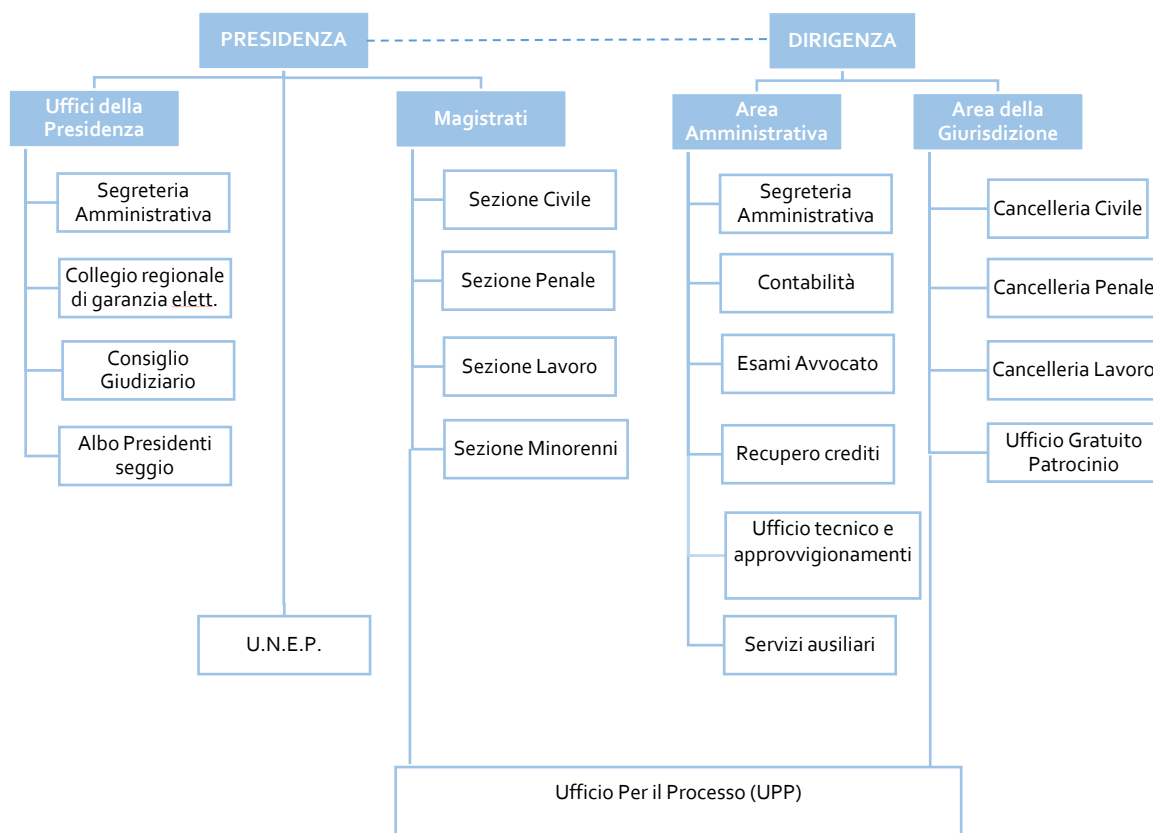 PRESIDENZA
DIRIGENZA
Uffici della
Presidenza
Magistrati
Area
Amministrativa
Area della
Giurisdizione
Segreteria
Amministrativa
Collegio regionale
di garanzia elett.
Consiglio
Giudiziario
Albo Presidenti
seggio
U.N.E.P.
Sezione Civile
Sezione Penale
Sezione Lavoro
Sezione Minorenni
Segreteria
Amministrativa
Contabilità
Esami Avvocato
Recupero crediti
Ufficio tecnico e
approvvigionamenti
Servizi ausiliari
Cancelleria Civile
Cancelleria Penale
Cancelleria Lavoro
Ufficio Gratuito
Patrocinio
Ufficio Per il Processo (UPP)